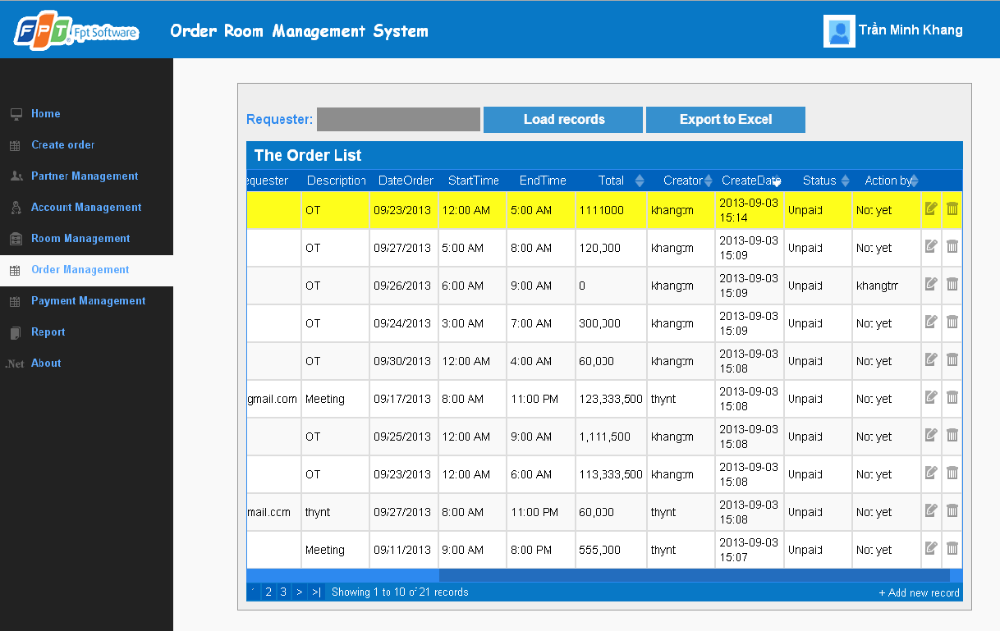 FPT Fpt Software
Order Room Management System
Trần Minh Khang
Home
Create order
Partner Management
Account Management
Room Management
Order Management
Payment Management
Report
.Net About
Requester: Load records Export to Excel
The Order List
equester Description DateOrder StartTime EndTime Total Creator CreateDate Status Action by
OT 09/23/2013 12:00 AM 5:00 AM 1111000 khangtm 2013-09-03 15:14 Unpaid Not yet
OT 09/27/2013 5:00 AM 8:00 AM 120,000 khangtm 2013-09-03 15:09 Unpaid Not yet
OT 09/26/2013 6:00 AM 9:00 AM 0 khangtm 2013-09-03 15:09 Unpaid khangtm
OT 09/24/2013 3:00 AM 7:00 AM 300,000 khangtm 2013-09-03 15:09 Unpaid Not yet
OT 09/30/2013 12:00 AM 4:00 AM 60,000 khangtm 2013-09-03 15:08 Unpaid Not yet
gmail.com Meeting 09/17/2013 8:00 AM 11:00 PM 123,333,500 thynt 2013-09-03 15:08 Unpaid Not yet
OT 09/25/2013 12:00 AM 9:00 AM 1,111,500 khangtm 2013-09-03 15:08 Unpaid Not yet
OT 09/23/2013 12:00 AM 6:00 AM 113,333,500 khangtm 2013-09-03 15:08 Unpaid Not yet
mail.com thynt 09/27/2013 8:00 AM 11:00 PM 60,000 thynt 2013-09-03 15:08 Unpaid Not yet
Meeting 09/11/2013 9:00 AM 8:00 PM 555,000 thynt 2013-09-03 15:07 Unpaid Not yet
1 2 3 > >| Showing 1 to 10 of 21 records + Add new record